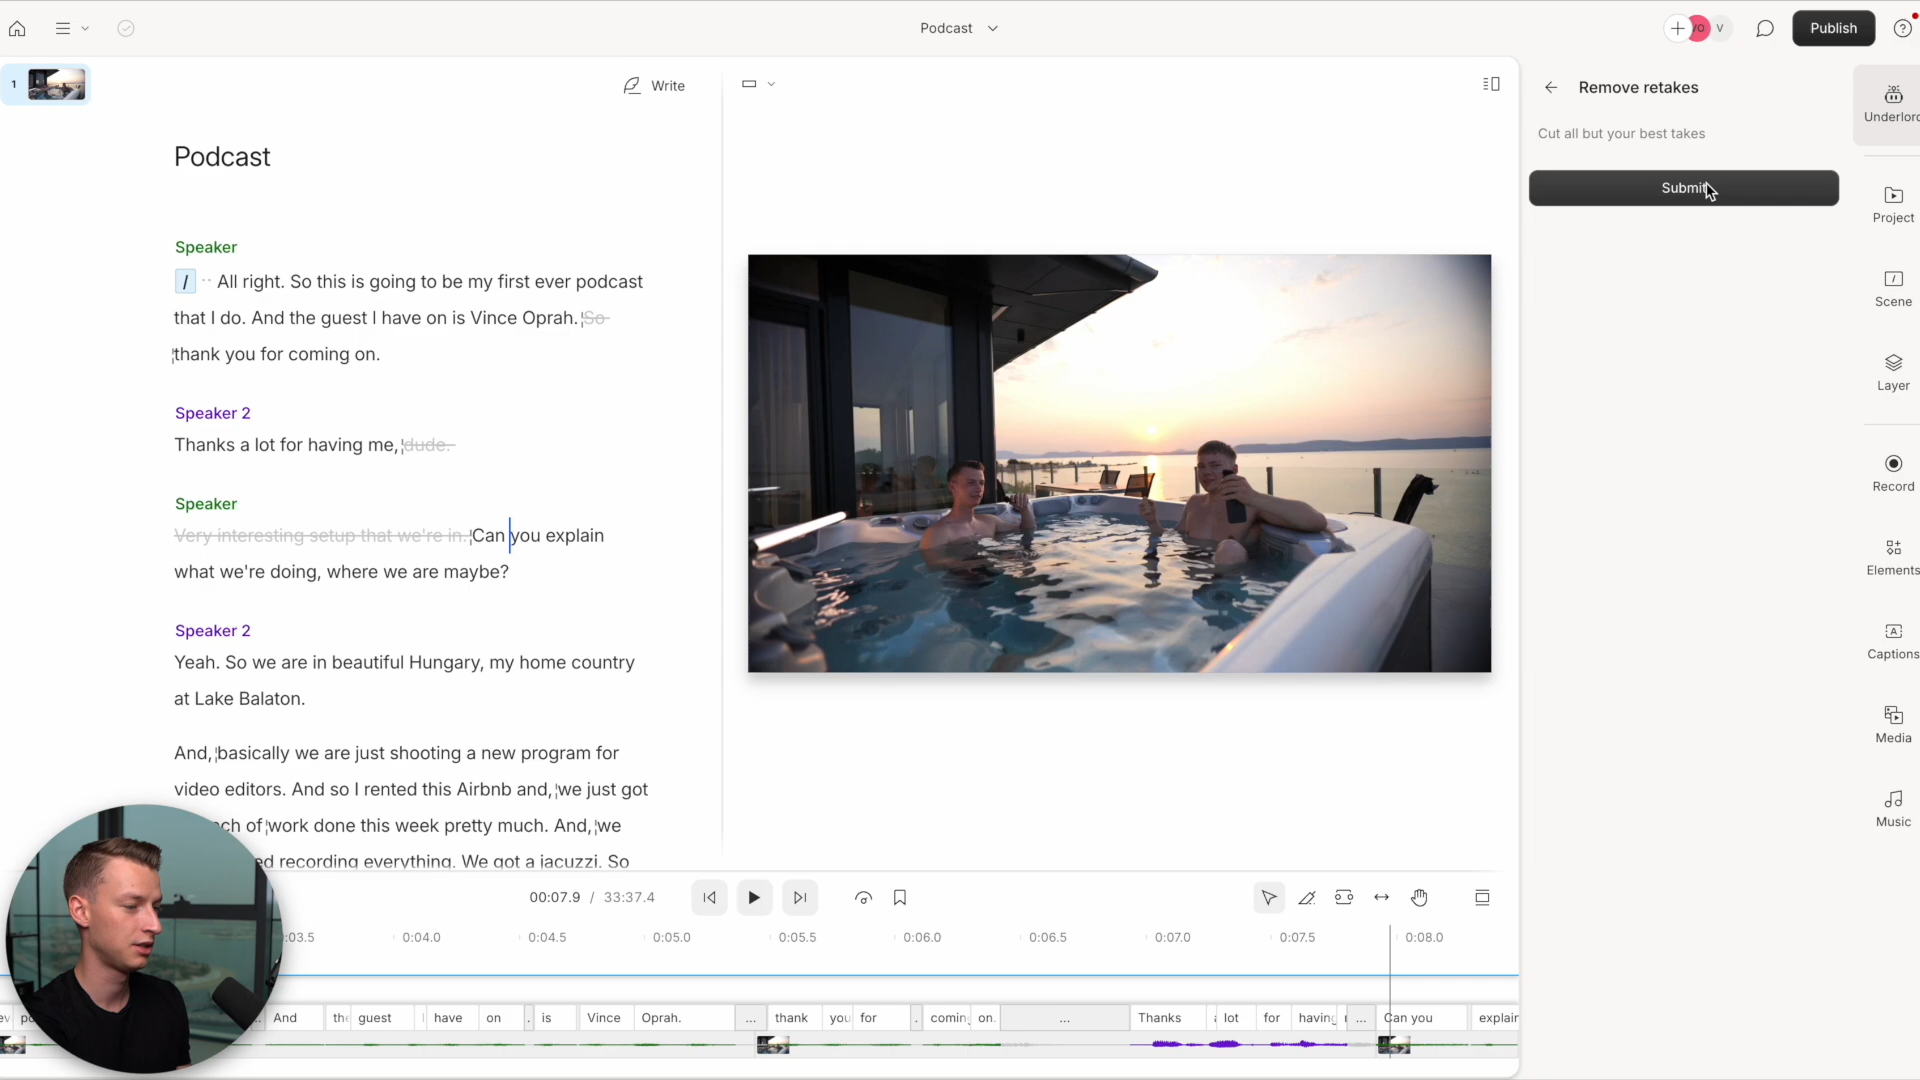 Podcast
V
Publish
1
Write
Podcast
Speaker
/ All right. So this is going to be my first ever podcast
that I do. And the guest I have on is Vince Oprah. So
thank you for coming on.
Speaker 2
Thanks a lot for having me, dude.
Speaker
Very interesting setup that we're in. Can you explain
what we're doing, where we are maybe?
Speaker 2
Yeah. So we are in beautiful Hungary, my home country
at Lake Balaton.
And, basically we are just shooting a new program for
video editors. And so I rented this Airbnb and, we just got
of work done this week pretty much. And, we
recording everything. We got a jacuzzi. So
Remove retakes
Cut all but your best takes
Submit
Underlord
Project
Scene
Layer
Record
Elements
Captions
Media
Music
00:07.9 / 33:37.4
:03.5 0:04.0 0:04.5 0:05.0 0:05.5 0:06.0 0:06.5 0:07.0 0:07.5 0:08.0
And the guest have on . is Vince Oprah. ... thank you for . coming on. ... Thanks lot for having ... Can you explain